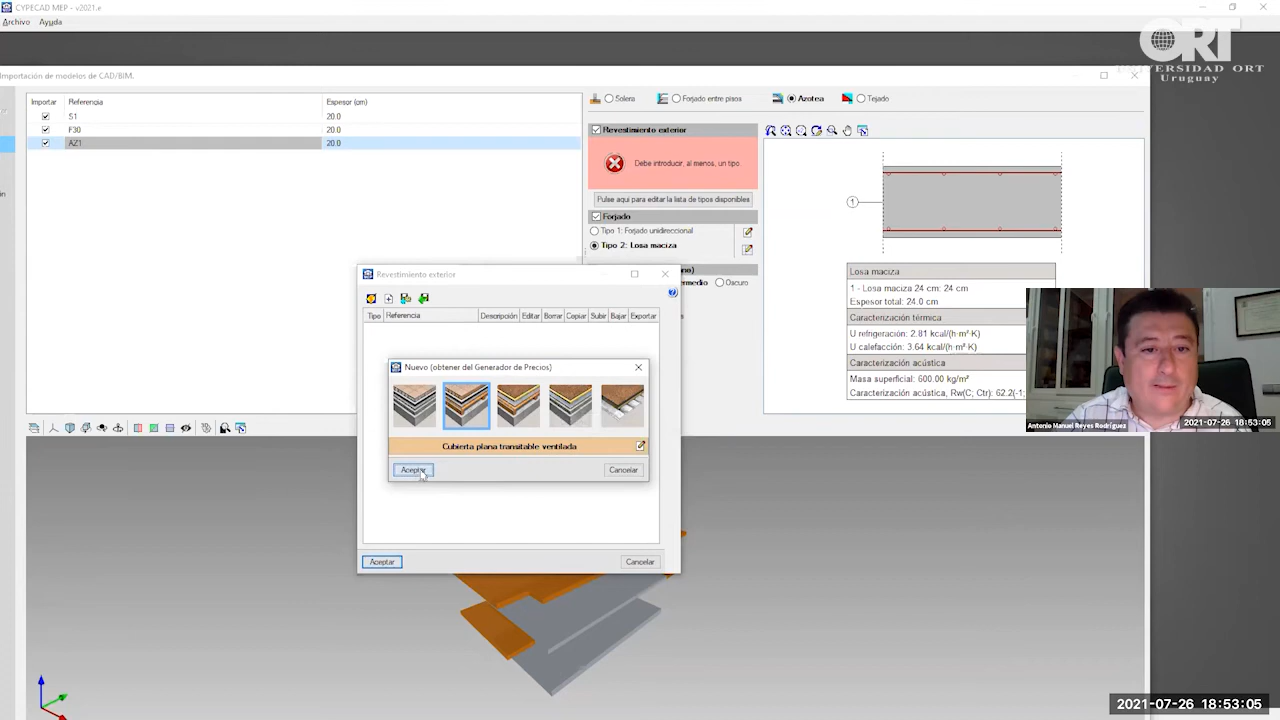 CYPECAD MEP - v2021.e
Archivo Ayuda
ORT
UNIVERSIDAD ORT
Uruguay
Importación de modelos de CAD/BIM.
Importar Referencia Espesor (cm)
S1 20.0
F30 20.0
AZ1 20.0
Solera Forjado entre pisos Azotea Tejado
Revestimiento exterior
Debe introducir, al menos, un tipo
Pulse aquí para editar la lista de tipos disponibles
Forjado
Tipo 1: Forjado unidireccional
Tipo 2: Losa maciza
Oscuro
1
Losa maciza
1 - Losa maciza 24 cm: 24 cm
Espesor total: 24.0 cm
Caracterización térmica
U refrigeración: 2.81 kcal/(h·m²·K)
U calefacción: 3.64 kcal/(h·m²·K)
Caracterización acústica
Masa superficial: 600.00 kg/m²
Caracterización acústica, Rw(C; Ctr): 62.2(-1;
Revestimiento exterior
Tipo Referencia Descripción Editar Borrar Copiar Subir Bajar Exportar
Nuevo (obtener del Generador de Precios)
Cubierta plana transitable ventilada
Aceptar Cancelar
Aceptar Cancelar
Antonio Manuel Reyes Rodríguez
2021-07-26 18:53:05
2021-07-26 18:53:05